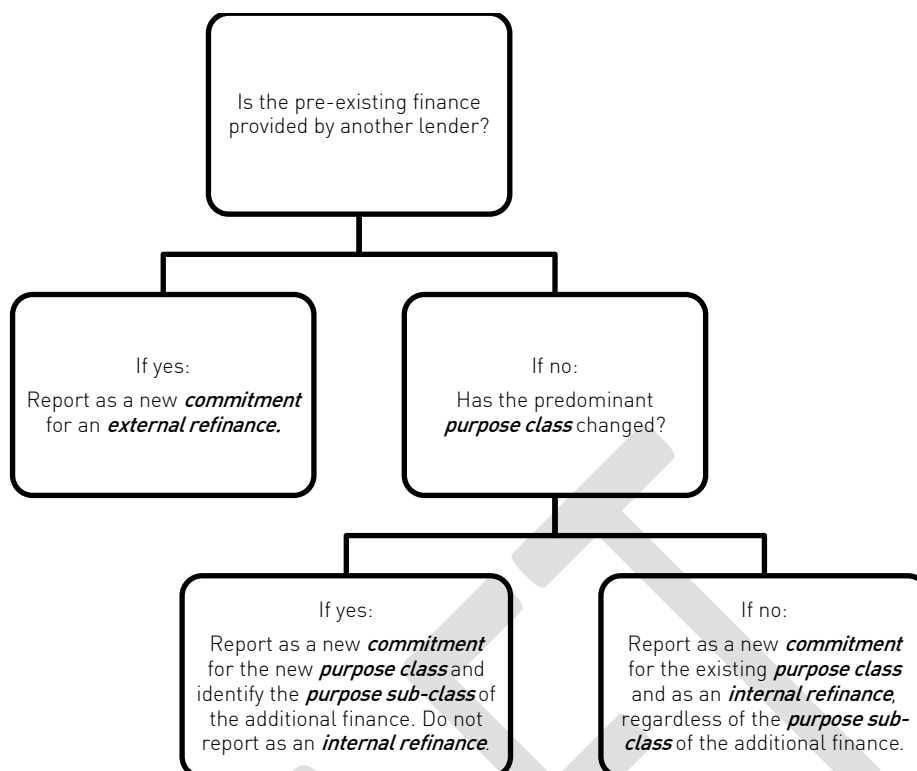 Is the pre-existing finance
provided by another lender?
If yes:
Report as a new commitment
for an external refinance.
If no:
Has the predominant
purpose class changed?
If yes:
Report as a new commitment
for the new purpose class and
identify the purpose sub-class of
the additional finance. Do not
report as an internal refinance.
If no:
Report as a new commitment
for the existing purpose class
and as an internal refinance,
regardless of the purpose sub-
class of the additional finance.